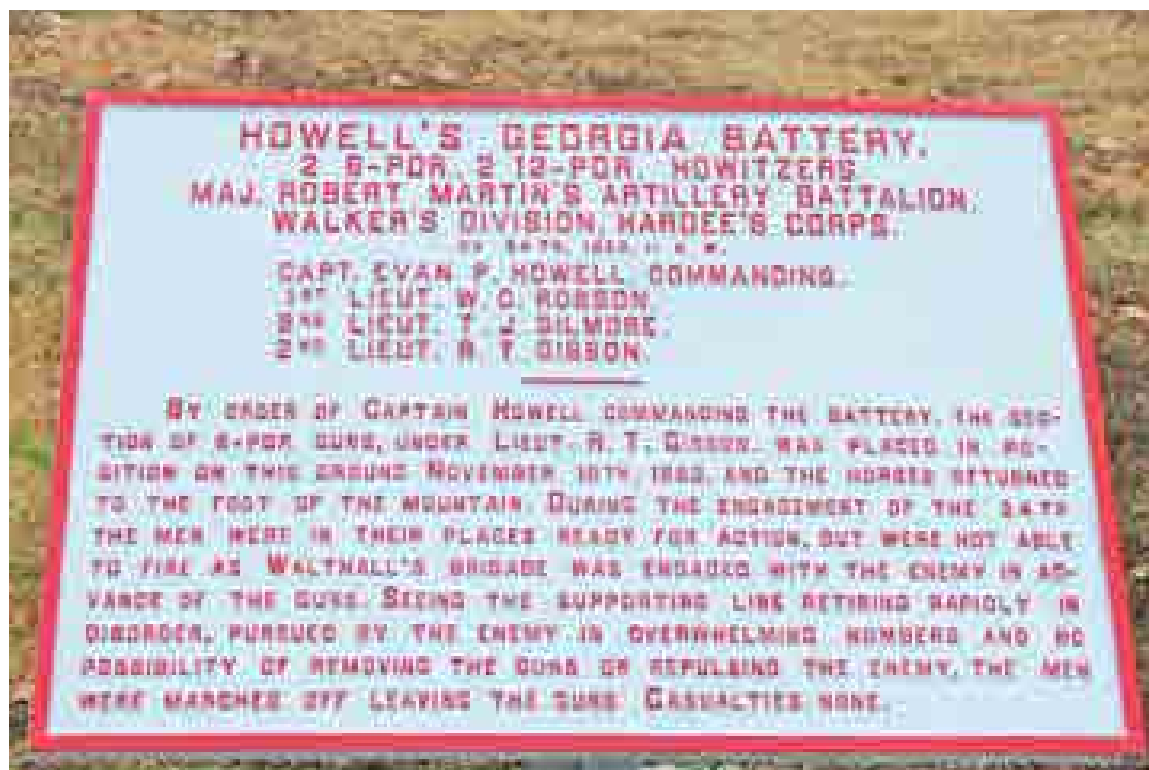 HOWELL'S GEORGIA BATTERY.
2 6-PDR. 2 12-PDR. HOWITZERS
MAJ. ROBERT MARTIN'S ARTILLERY BATTALION,
WALKER'S DIVISION, HARDEE'S CORPS.
24TH, 1863, 11 A. M.
CAPT. EVAN P. HOWELL COMMANDING.
1ST LIEUT. W. O. ROBSON
2ND LIEUT. T. J. GILMORE.
2ND LIEUT. R. T. GIBSON.
BY ORDER OF CAPTAIN HOWELL COMMANDING THE BATTERY, THE SEC-
TION OF 6-PDR. GUNS, UNDER LIEUT. R. T. GIBSON, WAS PLACED IN PO-
SITION ON THIS GROUND NOVEMBER 1863, AND THE HORSES RETURNED
TO THE FOOT OF THE MOUNTAIN. DURING THE ENGAGEMENT OF THE 24TH
THE MEN WERE IN THEIR PLACES READY FOR ACTION, BUT WERE NOT ABLE
TO FIRE AS WALTHALL'S BRIGADE WAS ENGAGED WITH THE ENEMY IN AD-
VANCE OF THE GUNS. SEEING THE SUPPORTING LINE RETIRING RAPIDLY IN
DISORDER, PURSUED BY THE ENEMY IN OVERWHELMING NUMBERS AND NO
POSSIBILITY OF REMOVING THE GUNS OR REPULSING THE ENEMY, THE MEN
WERE MARCHED OFF LEAVING THE GUNS. CASUALTIES NONE.